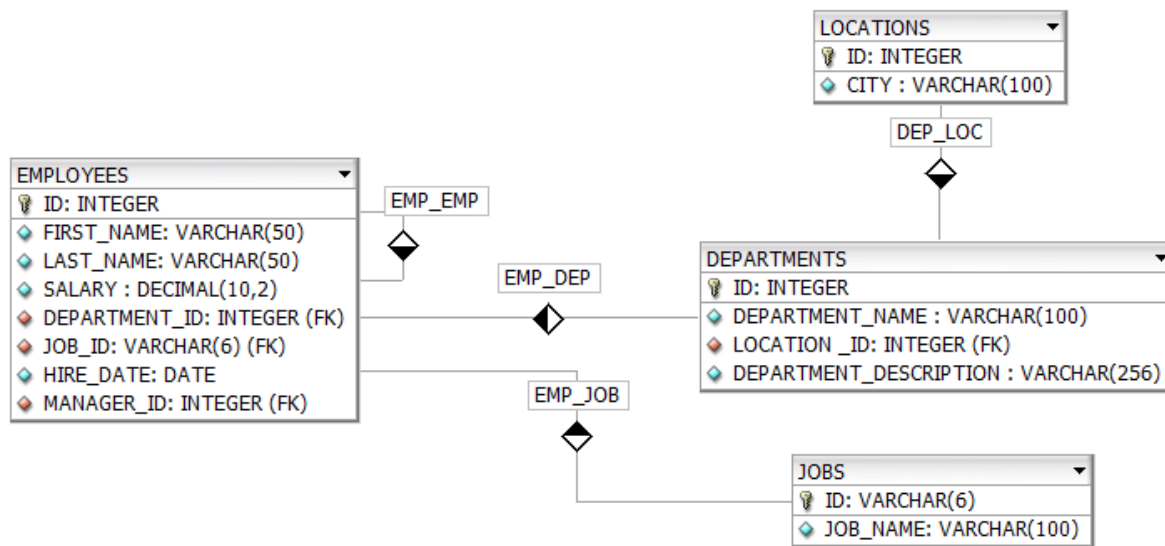 LOCATIONS
ID: INTEGER
CITY : VARCHAR(100)
DEP_LOC
EMPLOYEES
ID: INTEGER
FIRST_NAME: VARCHAR(50)
LAST_NAME: VARCHAR(50)
SALARY : DECIMAL(10,2)
DEPARTMENT_ID: INTEGER (FK)
JOB_ID: VARCHAR(6) (FK)
HIRE_DATE: DATE
MANAGER_ID: INTEGER (FK)
EMP_EMP
EMP_DEP
DEPARTMENTS
ID: INTEGER
DEPARTMENT_NAME : VARCHAR(100)
LOCATION _ID: INTEGER (FK)
DEPARTMENT_DESCRIPTION : VARCHAR(256)
EMP_JOB
JOBS
ID: VARCHAR(6)
JOB_NAME: VARCHAR(100)